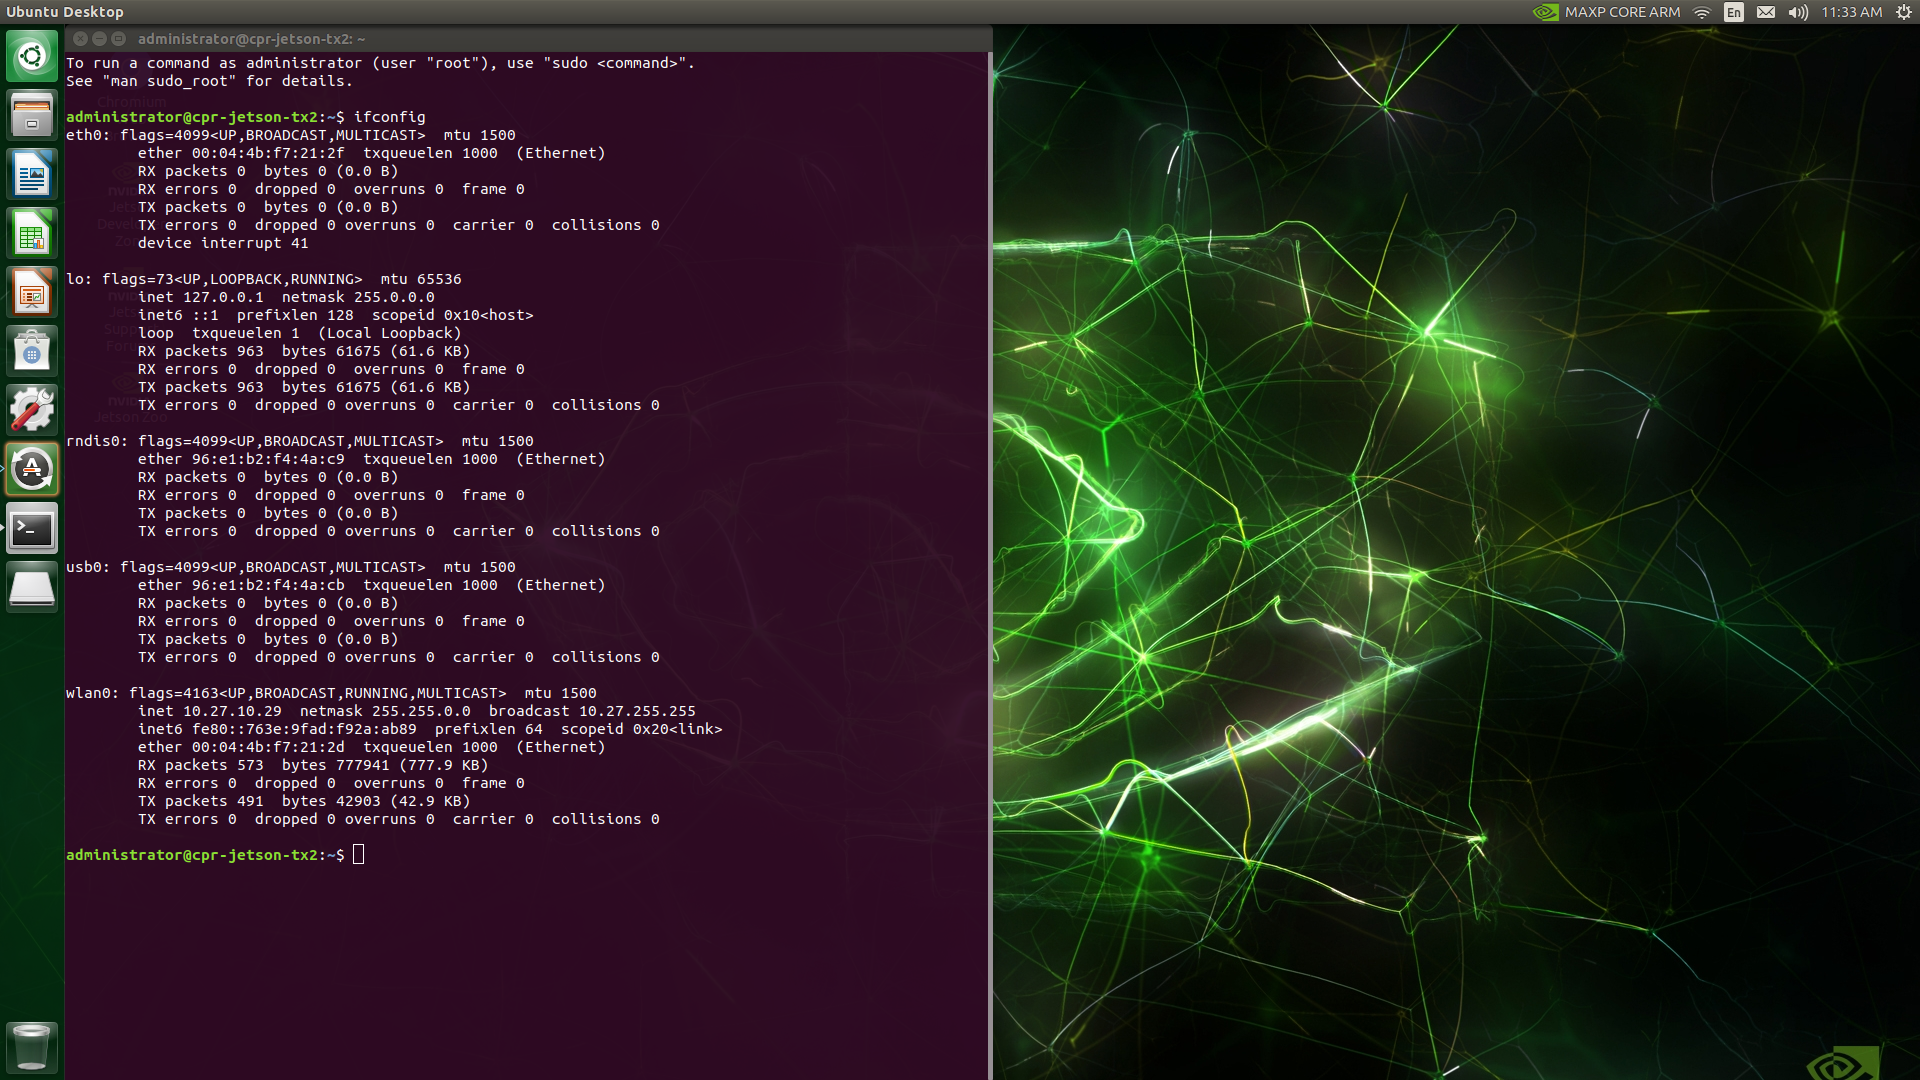 Ubuntu Desktop
MAXP CORE ARM
En
11:33 AM
administrator@cpr-jetson-tx2: ~
To run a command as administrator (user "root"), use "sudo <command>".
See "man sudo_root" for details.
administrator@cpr-jetson-tx2:~$ ifconfig
eth0: flags=4099<UP,BROADCAST,MULTICAST>  mtu 1500
        ether 00:04:4b:f7:21:2f  txqueuelen 1000  (Ethernet)
        RX packets 0  bytes 0 (0.0 B)
        RX errors 0  dropped 0  overruns 0  frame 0
        TX packets 0  bytes 0 (0.0 B)
        TX errors 0  dropped 0 overruns 0  carrier 0  collisions 0
        device interrupt 41
lo: flags=73<UP,LOOPBACK,RUNNING>  mtu 65536
        inet 127.0.0.1  netmask 255.0.0.0
        inet6 ::1  prefixlen 128  scopeid 0x10<host>
        loop  txqueuelen 1  (Local Loopback)
        RX packets 963  bytes 61675 (61.6 KB)
        RX errors 0  dropped 0  overruns 0  frame 0
        TX packets 963  bytes 61675 (61.6 KB)
        TX errors 0  dropped 0 overruns 0  carrier 0  collisions 0
rndis0: flags=4099<UP,BROADCAST,MULTICAST>  mtu 1500
        ether 96:e1:b2:f4:4a:c9  txqueuelen 1000  (Ethernet)
        RX packets 0  bytes 0 (0.0 B)
        RX errors 0  dropped 0  overruns 0  frame 0
        TX packets 0  bytes 0 (0.0 B)
        TX errors 0  dropped 0 overruns 0  carrier 0  collisions 0
usb0: flags=4099<UP,BROADCAST,MULTICAST>  mtu 1500
        ether 96:e1:b2:f4:4a:cb  txqueuelen 1000  (Ethernet)
        RX packets 0  bytes 0 (0.0 B)
        RX errors 0  dropped 0  overruns 0  frame 0
        TX packets 0  bytes 0 (0.0 B)
        TX errors 0  dropped 0 overruns 0  carrier 0  collisions 0
wlan0: flags=4163<UP,BROADCAST,RUNNING,MULTICAST>  mtu 1500
        inet 10.27.10.29  netmask 255.255.0.0  broadcast 10.27.255.255
        inet6 fe80::763e:9fad:f92a:ab89  prefixlen 64  scopeid 0x20<link>
        ether 00:04:4b:f7:21:2d  txqueuelen 1000  (Ethernet)
        RX packets 573  bytes 777941 (777.9 KB)
        RX errors 0  dropped 0  overruns 0  frame 0
        TX packets 491  bytes 42903 (42.9 KB)
        TX errors 0  dropped 0 overruns 0  carrier 0  collisions 0
administrator@cpr-jetson-tx2:~$